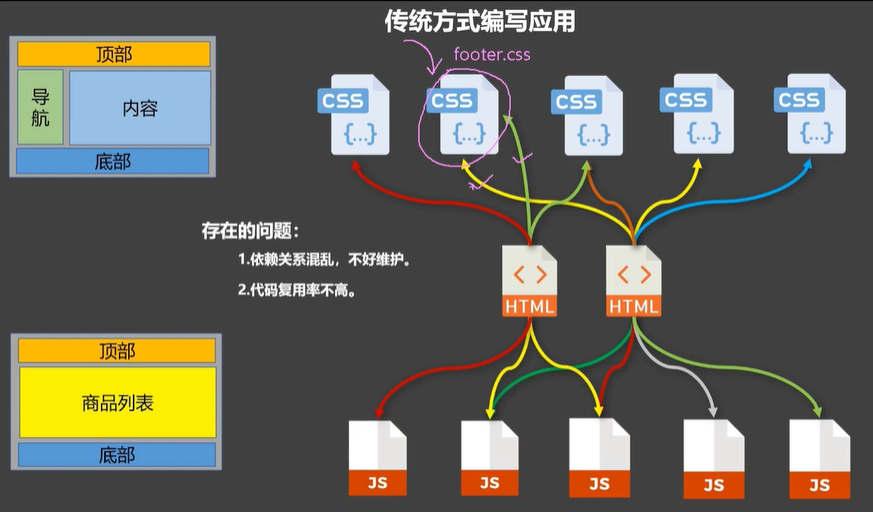 传统方式编写应用
footer.css
顶部
导航
内容
底部
CSS
{...}
CSS
{...}
CSS
{...}
CSS
{...}
CSS
{...}
存在的问题：
1.依赖关系混乱，不好维护。
2.代码复用率不高。
< >
HTML
< >
HTML
顶部
商品列表
底部
JS
JS
JS
JS
JS